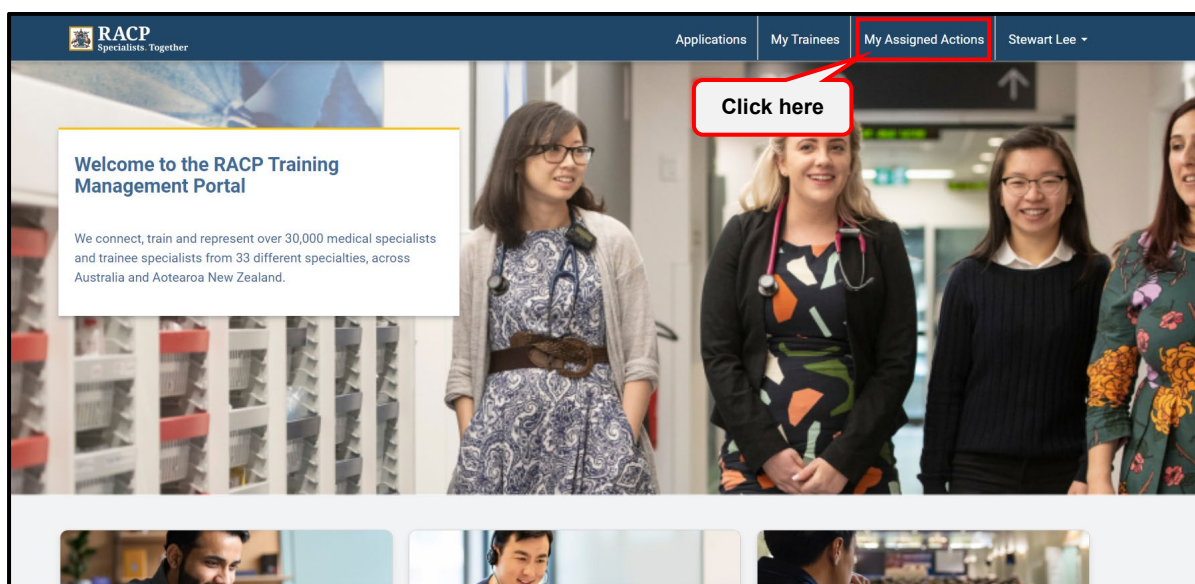 RACP
Specialists. Together
Applications
My Trainees
My Assigned Actions
Stewart Lee
Click here
Welcome to the RACP Training
Management Portal
We connect, train and represent over 30,000 medical specialists
and trainee specialists from 33 different specialties, across
Australia and Aotearoa New Zealand.